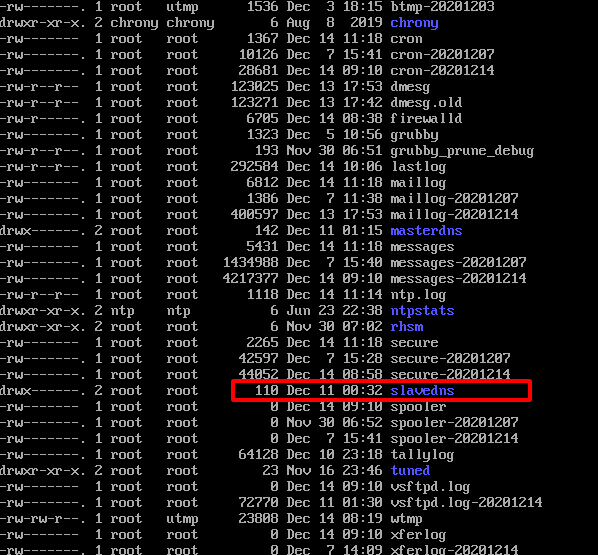 -rw-------. 1 root   utmp      1536 Dec  3 18:15 btmp-20201203
drwxr-xr-x. 2 chrony chrony       6 Aug  8  2019 chrony
-rw-------  1 root   root      1367 Dec 14 11:18 cron
-rw-------. 1 root   root     10126 Dec  7 15:41 cron-20201207
-rw-------  1 root   root     28681 Dec 14 09:10 cron-20201214
-rw-r--r--  1 root   root    123025 Dec 13 17:53 dmesg
-rw-r--r--  1 root   root    123271 Dec 13 17:42 dmesg.old
-rw-r-----. 1 root   root      6705 Dec 14 08:38 firewalld
-rw-------  1 root   root      1323 Dec  5 10:56 grubby
-rw-r--r--. 1 root   root       193 Nov 30 06:51 grubby_prune_debug
-rw-r--r--. 1 root   root    292584 Dec 14 10:06 lastlog
-rw-------  1 root   root      6812 Dec 14 11:18 maillog
-rw-------. 1 root   root      1386 Dec  7 11:38 maillog-20201207
-rw-------  1 root   root    400597 Dec 13 17:53 maillog-20201214
drwx------. 2 root   root       142 Dec 11 01:15 masterdns
-rw-------  1 root   root      5431 Dec 14 11:18 messages
-rw-------. 1 root   root   1434988 Dec  7 15:40 messages-20201207
-rw-------  1 root   root   4217377 Dec 14 09:10 messages-20201214
-rw-r--r--  1 root   root      1118 Dec 14 11:14 ntp.log
drwxr-xr-x. 2 ntp    ntp          6 Jun 23 22:38 ntpstats
drwxr-xr-x. 2 root   root         6 Nov 30 07:02 rhsm
-rw-------  1 root   root      2265 Dec 14 11:18 secure
-rw-------. 1 root   root     42597 Dec  7 15:28 secure-20201207
-rw-------  1 root   root     44052 Dec 14 08:58 secure-20201214
drwx------. 2 root   root       110 Dec 11 00:32 slavedns
-rw-------  1 root   root         0 Dec 14 09:10 spooler
-rw-------. 1 root   root         0 Nov 30 06:52 spooler-20201207
-rw-------  1 root   root         0 Dec  7 15:41 spooler-20201214
-rw-------. 1 root   root     64128 Dec 10 23:18 tallylog
drwxr-xr-x. 2 root   root        23 Nov 16 23:46 tuned
-rw-------  1 root   root         0 Dec 14 09:10 vsftpd.log
-rw-------. 1 root   root     72770 Dec 11 01:30 vsftpd.log-20201214
-rw-rw-r--. 1 root   utmp     23808 Dec 14 08:19 wtmp
-rw-------  1 root   root         0 Dec 14 09:10 xferlog
-rw-------. 1 root   root         0 Dec  7 14:09 xferlog-20201214